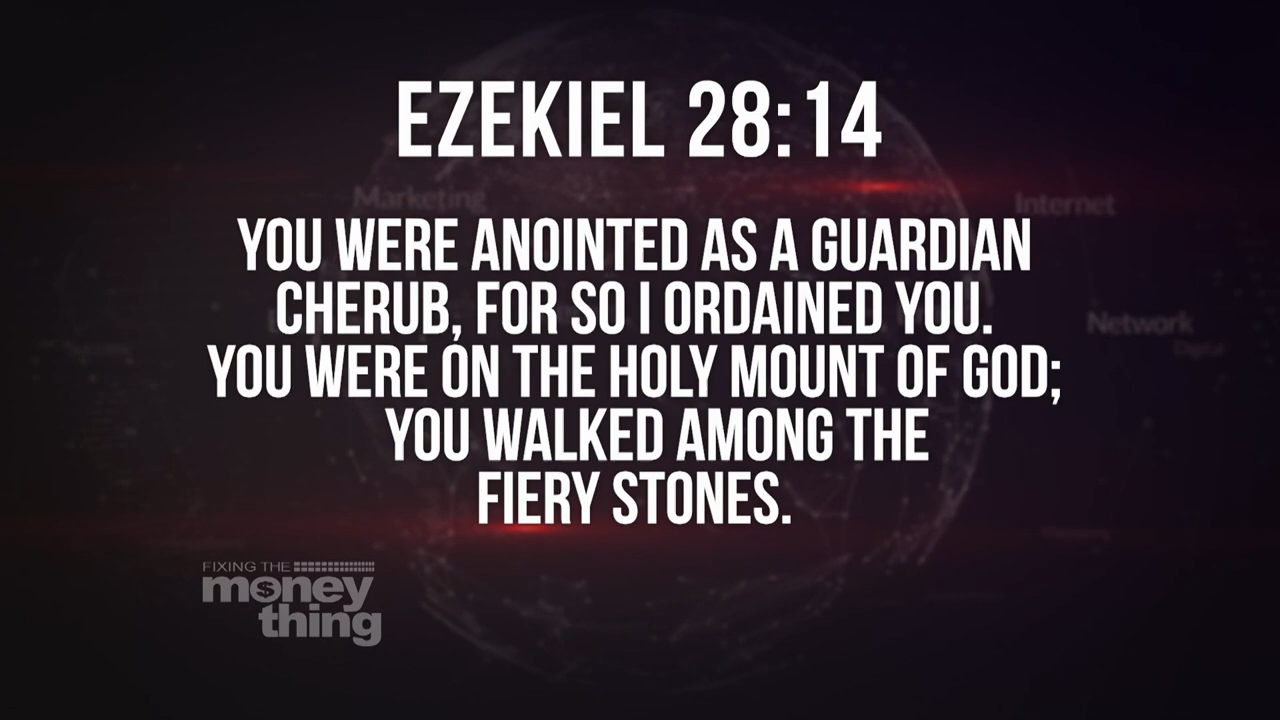 EZEKIEL 28:14
Marketing
Internet
YOU WERE ANOINTED AS A GUARDIAN
CHERUB, FOR SO I ORDAINED YOU.
Network
YOU WERE ON THE HOLY MOUNT OF GOD;
Digital
YOU WALKED AMONG THE
FIERY STONES.
FIXING THE
money
thing